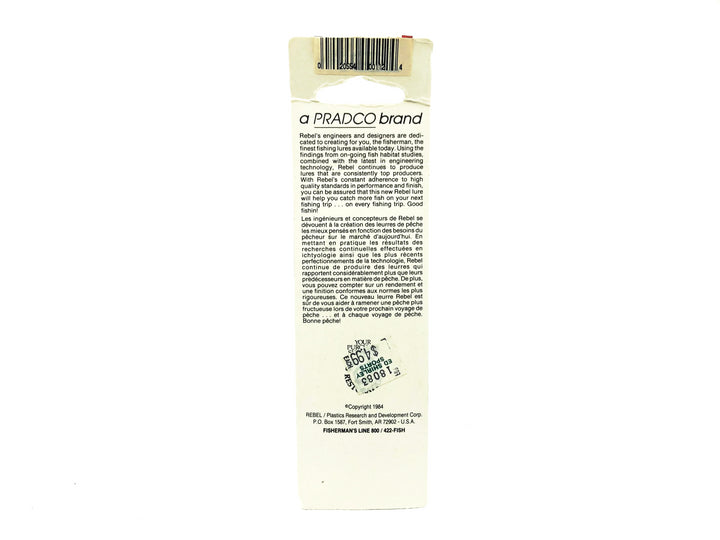 0 20554 00124 4
a PRADCO brand
Rebel's engineers and designers are dedi-
cated to creating for you, the fisherman, the
finest fishing lures available today. Using the
findings from on-going fish habitat studies,
combined with the latest in engineering
technology, Rebel continues to produce
lures that are consistently top producers.
With Rebel's constant adherence to high
quality standards in performance and finish,
you can be assured that this new Rebel lure
will help you catch more fish on your next
fishing trip . . . on every fishing trip. Good
fishin!
Les ingénieurs et concepteurs de Rebel se
dévouent à la création des leurres de pêche
les mieux pensés en fonction des besoins du
pêcheur sur le marché d'aujourd'hui. En
mettant en pratique les résultats des
recherches continuelles effectuées en
ichtyologie ainsi que les plus récents
perfectionnements de la technologie, Rebel
continue de produire des leurres qui
rapportent considérablement plus que leurs
prédecesseurs en matière de pêche. De plus,
vous pouvez compter sur un rendement et
une finition conformes aux normes les plus
rigoureuses. Ce nouveau leurre Rebel est
sûr de vous aider à ramener une pêche plus
fructueuse lors de votre prochain voyage de
pêche . . . et à chaque voyage de pêche.
Bonne pêche!
YOUR
$4.99
18083
ED SHIRLEY
SPORTS
©Copyright 1984
REBEL / Plastics Research and Development Corp.
P.O. Box 1587, Fort Smith, AR 72902 - U.S.A.
FISHERMAN'S LINE 800 / 422-FISH